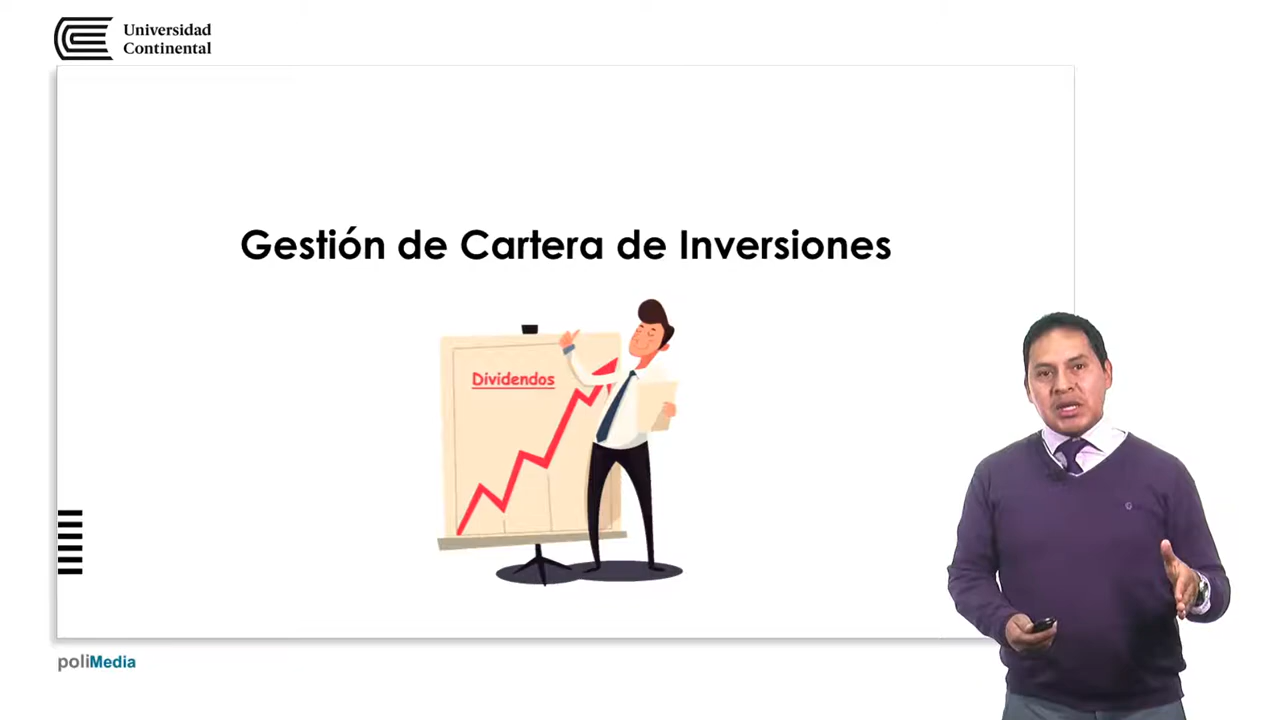 Universidad
Continental
Gestión de Cartera de Inversiones
Dividendos
poliMedia